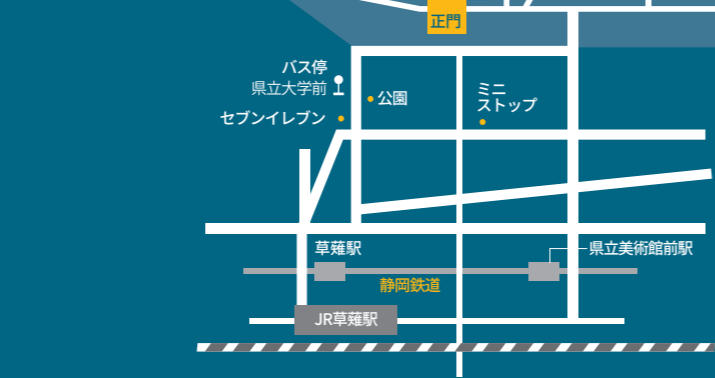 正門
バス停
県立大学前
公園
ミニ
ストップ
セブンイレブン
草薙駅
県立美術館前駅
静岡鉄道
JR草薙駅